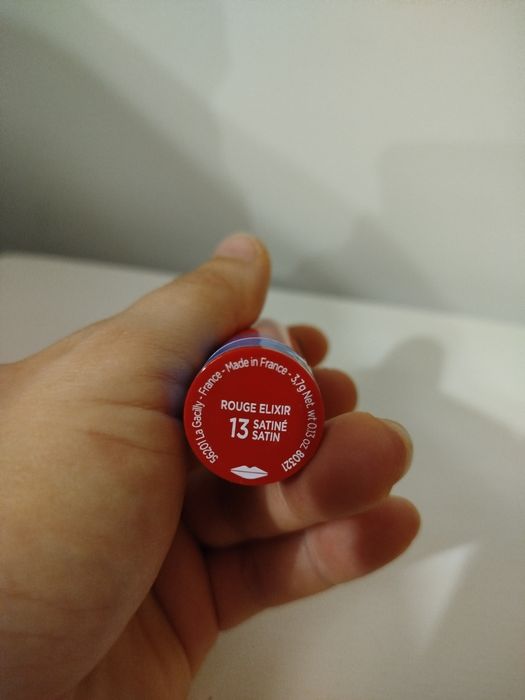 56201 La Gacilly - France - Made in France - 3,7g Net wt 0.13 oz 80321
ROUGE ELIXIR
13 SATINÉ
SATIN